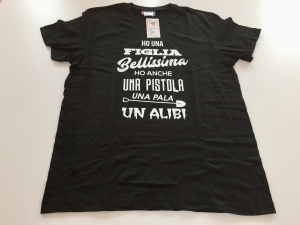 HO UNA
FIGLIA
Bellissima
HO ANCHE
UNA PISTOLA
UNA PALA
UN ALIBI